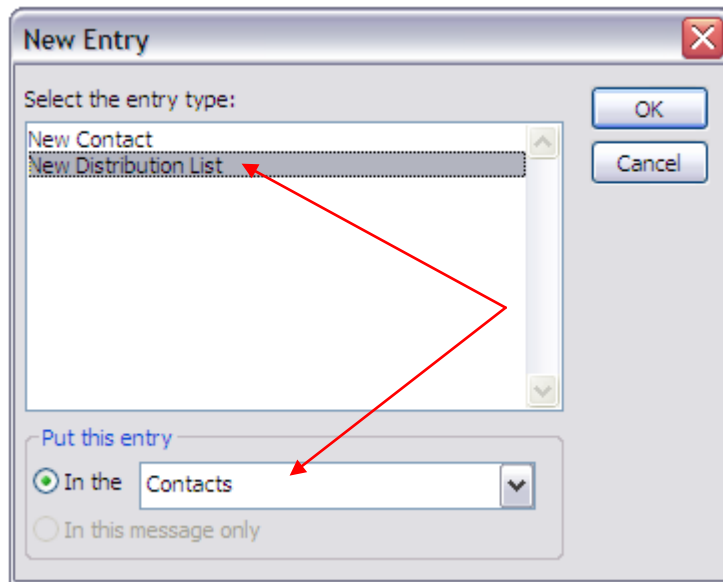 New Entry
Select the entry type:
OK
New Contact
New Distribution List
Cancel
Put this entry
In the Contacts
In this message only